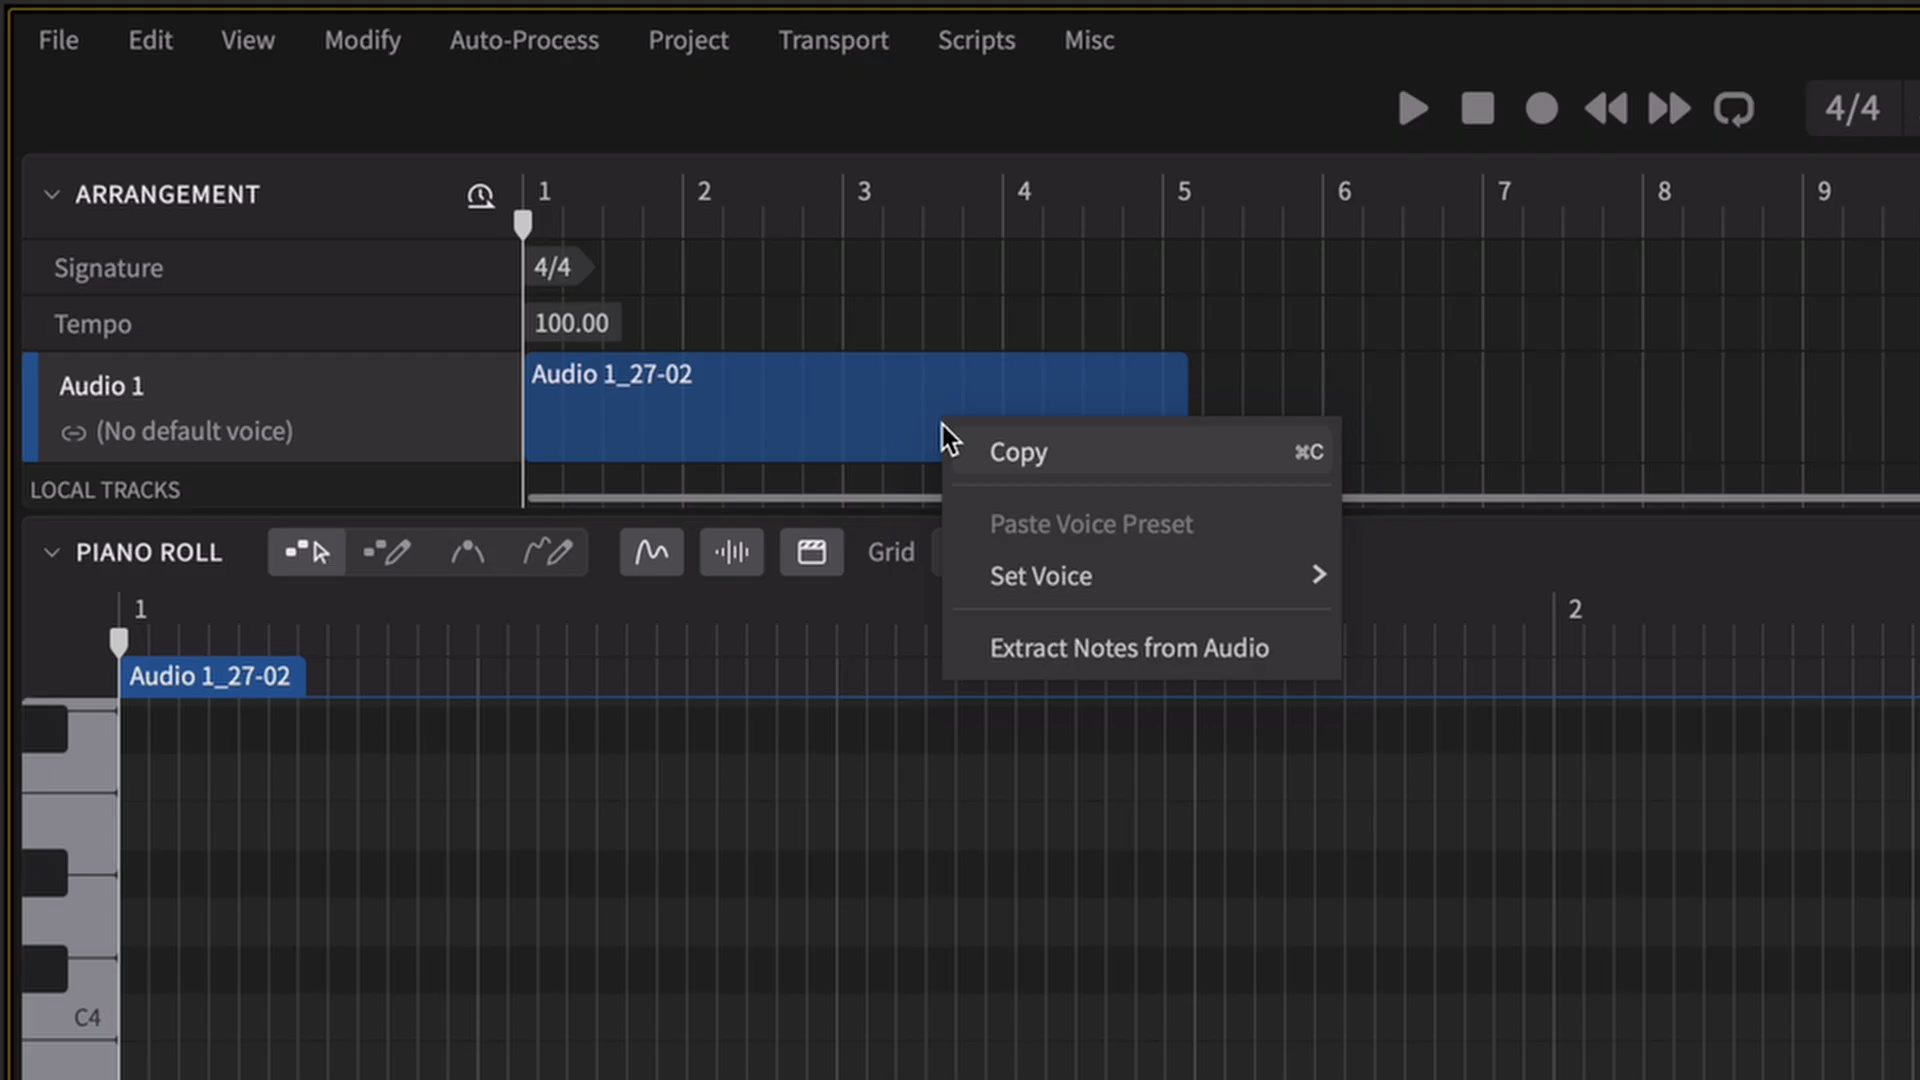 File Edit View Modify Auto-Process Project Transport Scripts Misc
4/4
ARRANGEMENT 1 2 3 4 5 6 7 8 9
Signature 4/4
Tempo 100.00
Audio 1_27-02
Audio 1
(No default voice)
Copy ⌘C
LOCAL TRACKS
Paste Voice Preset
PIANO ROLL Grid
Set Voice
1 2
Extract Notes from Audio
Audio 1_27-02
C4